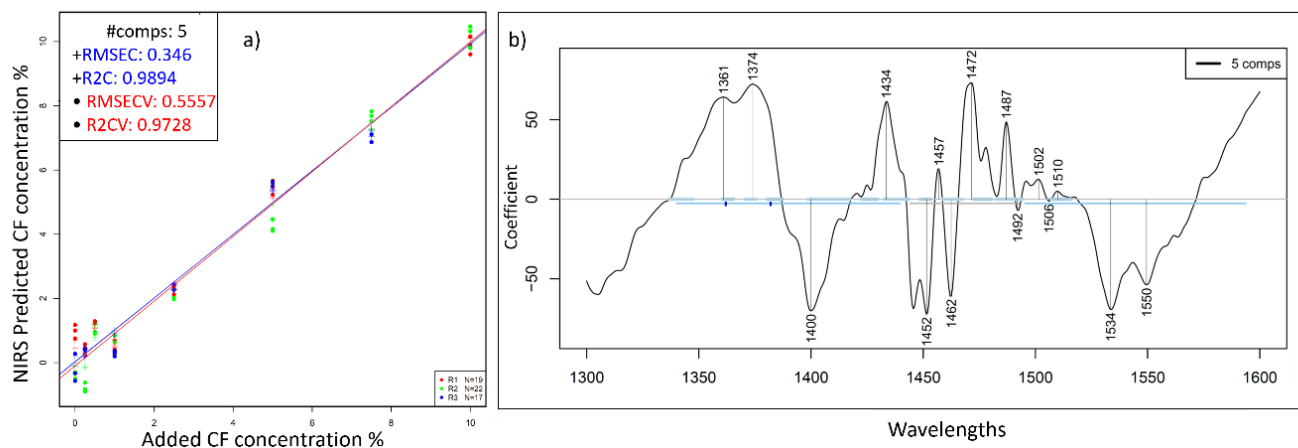 #comps: 5
+RMSEC: 0.346
+R2C: 0.9894
● RMSECV: 0.5557
● R2CV: 0.9728
a)
NIRS Predicted CF concentration %
10
8
6
4
2
0
R1 N=19
R2 N=22
R3 N=17
0 2 4 6 8 10
Added CF concentration %
b)
5 comps
Coefficient
50
0
−50
1361
1374
1400
1434
1452
1457
1462
1472
1487
1492
1502
1506
1510
1534
1550
1300 1350 1400 1450 1500 1550 1600
Wavelengths